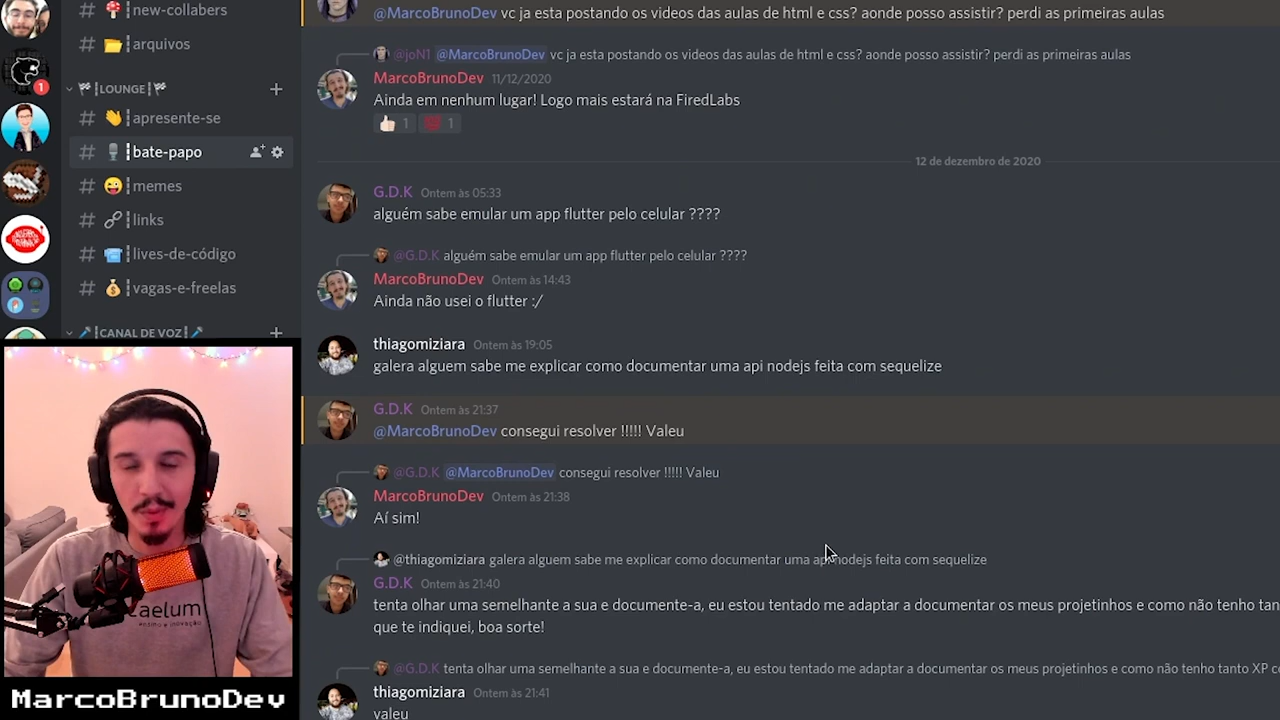 new-collabers
@MarcoBrunoDev vc ja esta postando os videos das aulas de html e css? aonde posso assistir? perdi as primeiras aulas
arquivos
@joN1 @MarcoBrunoDev vc ja esta postando os videos das aulas de html e css? aonde posso assistir? perdi as primeiras aulas
MarcoBrunoDev 11/12/2020
1
|LOUNGE|
Ainda em nenhum lugar! Logo mais estará na FiredLabs
apresente-se
1 1
bate-papo
12 de dezembro de 2020
memes
G.D.K Ontem às 05:33
links
alguém sabe emular um app flutter pelo celular ????
lives-de-código
@G.D.K alguém sabe emular um app flutter pelo celular ????
MarcoBrunoDev Ontem às 14:43
vagas-e-freelas
Ainda não usei o flutter :/
|CANAL DE VOZ|
thiagomiziara Ontem às 19:05
galera alguem sabe me explicar como documentar uma api nodejs feita com sequelize
G.D.K Ontem às 21:37
@MarcoBrunoDev consegui resolver !!!!! Valeu
@G.D.K @MarcoBrunoDev consegui resolver !!!!! Valeu
MarcoBrunoDev Ontem às 21:38
Aí sim!
@thiagomiziara galera alguem sabe me explicar como documentar uma api nodejs feita com sequelize
G.D.K Ontem às 21:40
tenta olhar uma semelhante a sua e documente-a, eu estou tentado me adaptar a documentar os meus projetinhos e como não tenho tan
que te indiquei, boa sorte!
@G.D.K tenta olhar uma semelhante a sua e documente-a, eu estou tentado me adaptar a documentar os meus projetinhos e como não tenho tanto XP c
thiagomiziara Ontem às 21:41
valeu
caelum
ensino e inovação
MarcoBrunoDev